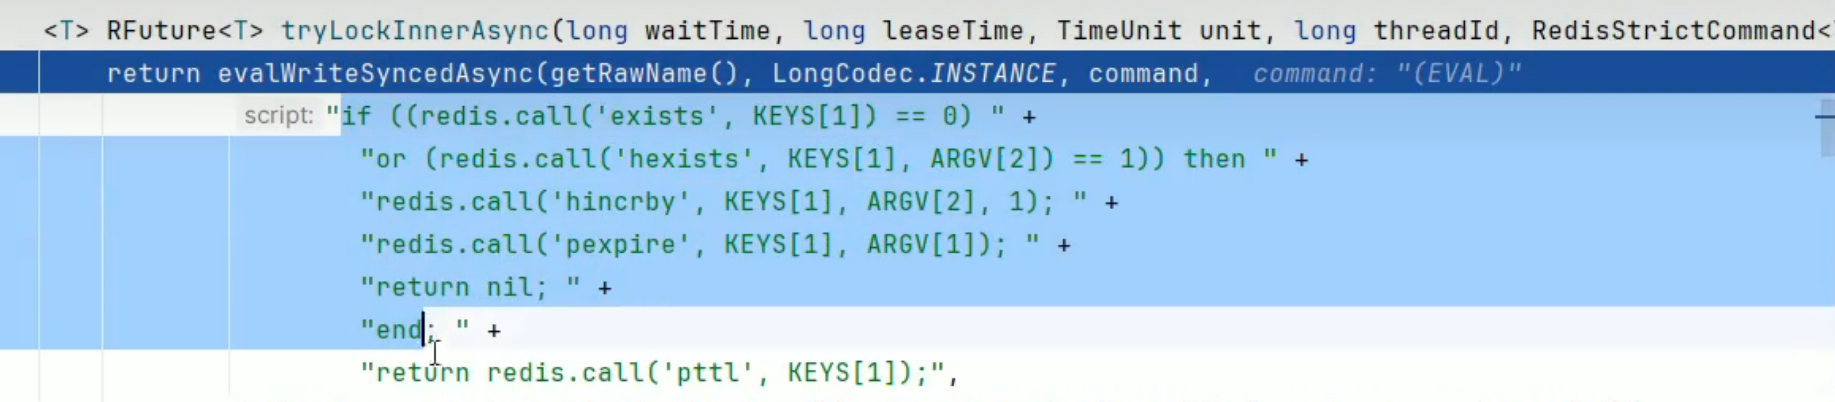 <T> RFuture<T> tryLockInnerAsync(long waitTime, long leaseTime, TimeUnit unit, long threadId, RedisStrictCommand<
return evalWriteSyncedAsync(getRawName(), LongCodec.INSTANCE, command, command: "(EVAL)"
script: "if ((redis.call('exists', KEYS[1]) == 0) " +
"or (redis.call('hexists', KEYS[1], ARGV[2]) == 1)) then " +
"redis.call('hincrby', KEYS[1], ARGV[2], 1); " +
"redis.call('pexpire', KEYS[1], ARGV[1]); " +
"return nil; " +
"end; " +
"return redis.call('pttl', KEYS[1]);",